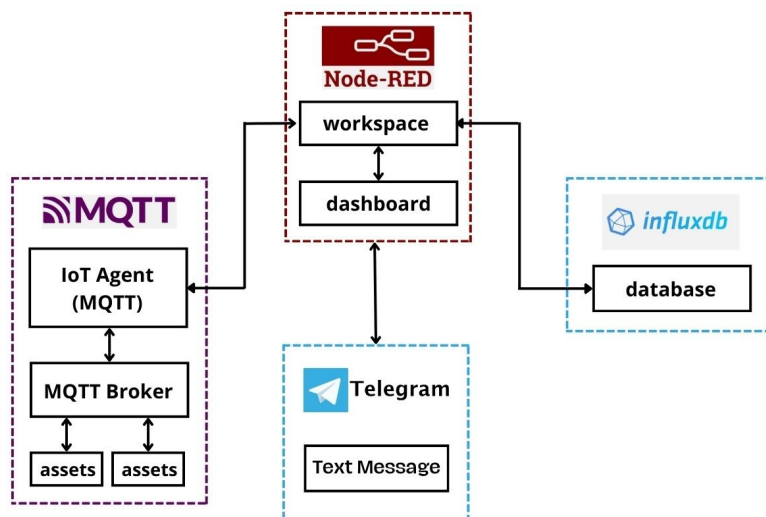 Node-RED
workspace
dashboard
MQTT
IoT Agent
(MQTT)
MQTT Broker
assets
assets
influxdb
database
Telegram
Text Message